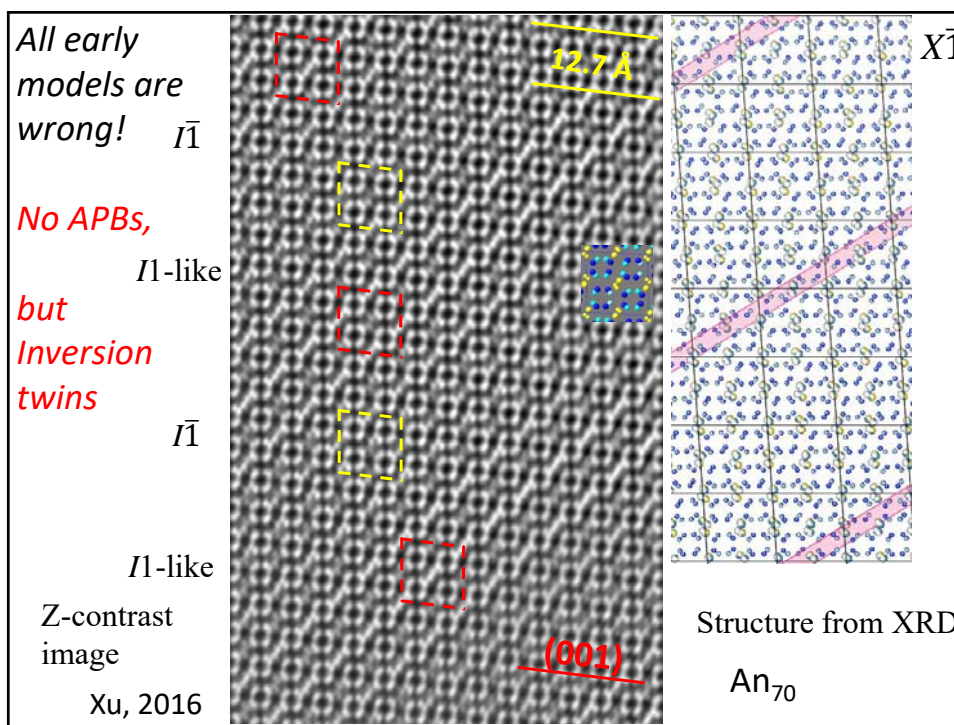 All early
models are
wrong!
I1̄
No APBs,
I1-like
but
Inversion
twins
I1̄
I1-like
Z-contrast
image
Xu, 2016
12.7 Å
(001)
X1̄
Structure from XRD
An₇₀